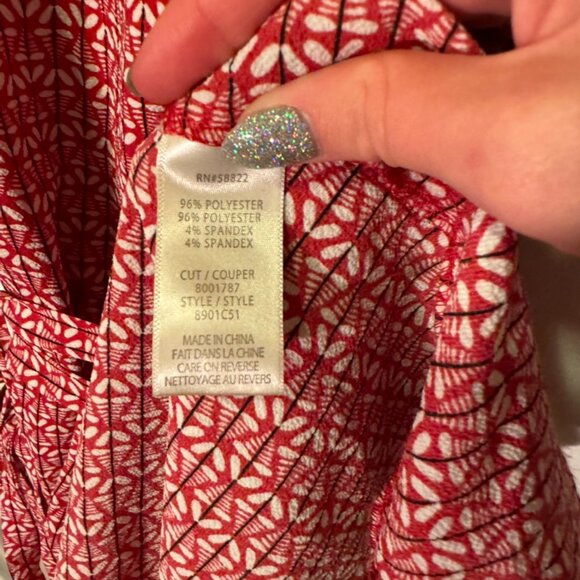 RN#58822
96% POLYESTER
96% POLYESTER
4% SPANDEX
4% SPANDEX
CUT / COUPER
8001787
STYLE / STYLE
8901C51
MADE IN CHINA
FAIT DANS LA CHINE
CARE ON REVERSE
NETTOYAGE AU REVERS